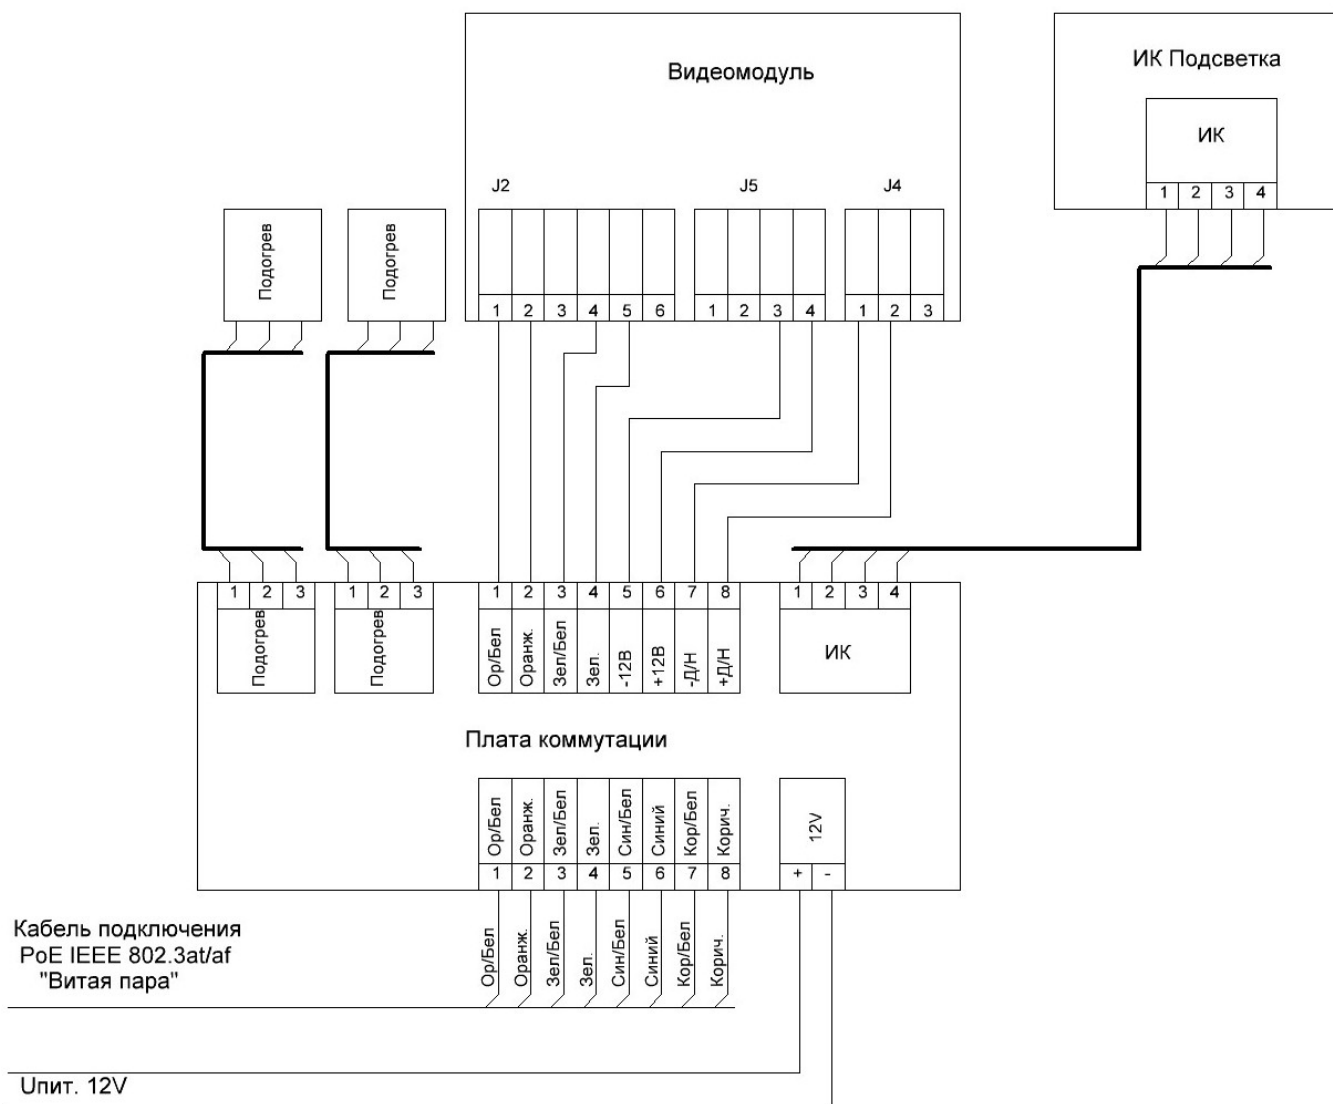 Видеомодуль
ИК Подсветка
ИК
1 2 3 4
J2 J5 J4
Подогрев Подогрев
1 2 3 4 5 6 1 2 3 4 1 2 3
1 2 3 1 2 3 1 2 3 4 5 6 7 8 1 2 3 4
Подогрев Подогрев Ор/Бел Оранж. Зел/Бел Зел. -12В +12В -Д/Н +Д/Н ИК
Плата коммутации
Ор/Бел Оранж. Зел/Бел Зел. Син/Бел Синий Кор/Бел Корич. 12V
1 2 3 4 5 6 7 8 + -
Ор/Бел Оранж. Зел/Бел Зел. Син/Бел Синий Кор/Бел Корич.
Кабель подключения
PoE IEEE 802.3at/af
"Витая пара"
Uпит. 12V